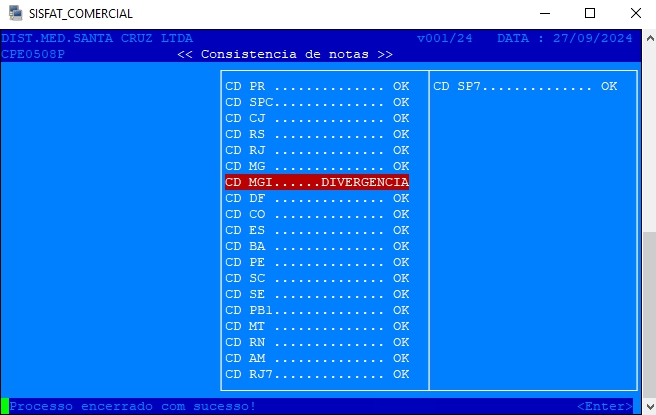 SISFAT_COMERCIAL
DIST.MED.SANTA CRUZ LTDA v001/24 DATA : 27/09/2024
CPE0508P << Consistencia de notas >>
CD PR .............. OK CD SP7.............. OK
CD SPC.............. OK
CD CJ .............. OK
CD RS .............. OK
CD RJ .............. OK
CD MG .............. OK
CD MGI......DIVERGENCIA
CD DF .............. OK
CD CO .............. OK
CD ES .............. OK
CD BA .............. OK
CD PE .............. OK
CD SC .............. OK
CD SE .............. OK
CD PB1.............. OK
CD MT .............. OK
CD RN .............. OK
CD AM .............. OK
CD RJ7.............. OK
Processo encerrado com sucesso! <Enter>